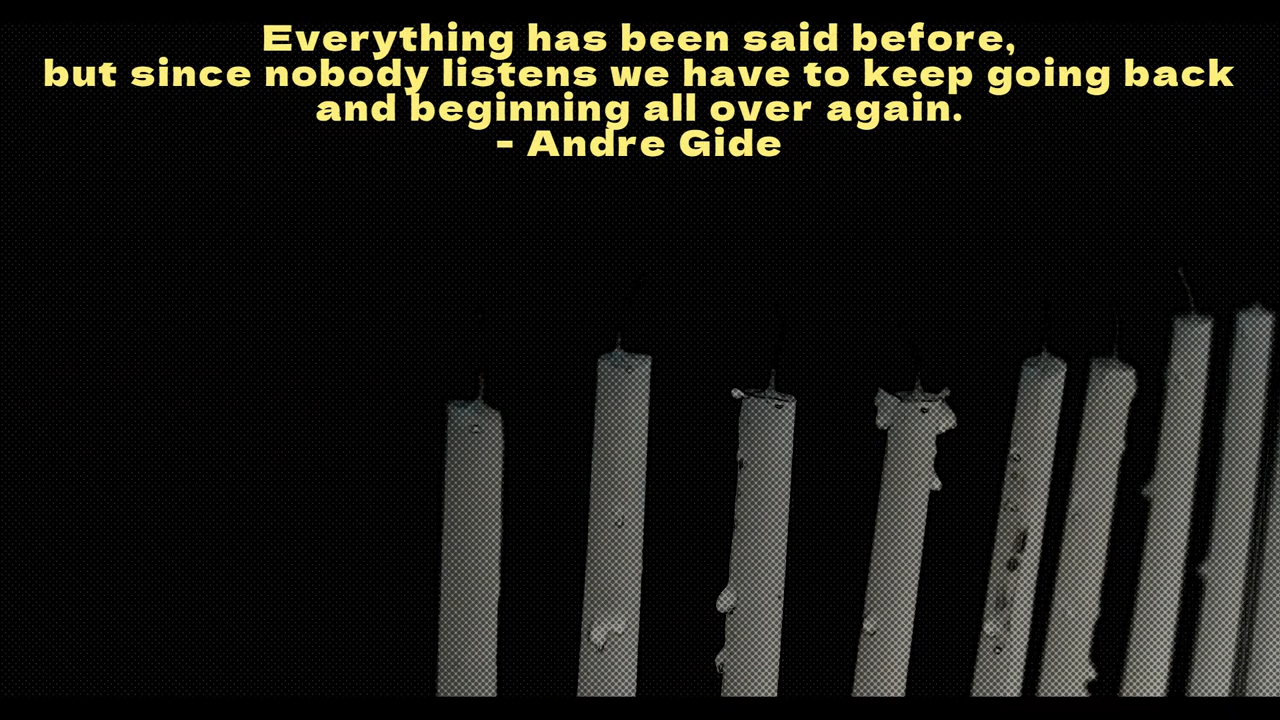 Everything has been said before,
but since nobody listens we have to keep going back
and beginning all over again.
- Andre Gide